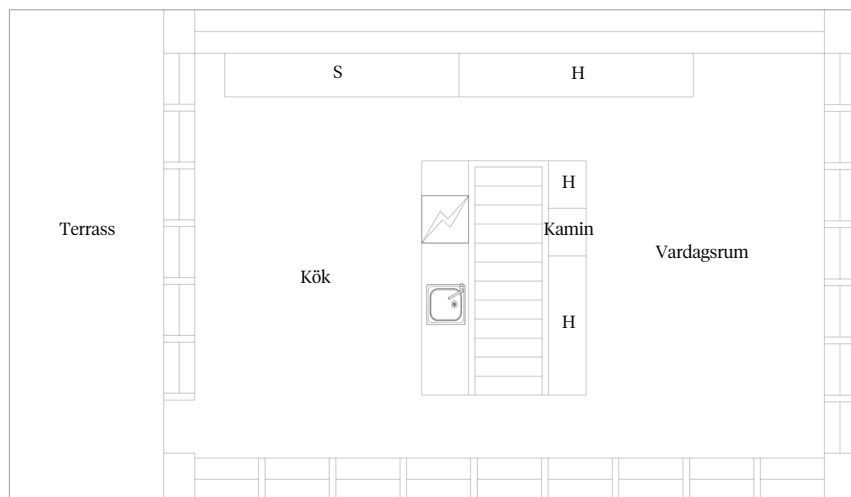 S
H
H
Terrass
Kamin
Vardagsrum
Kök
H